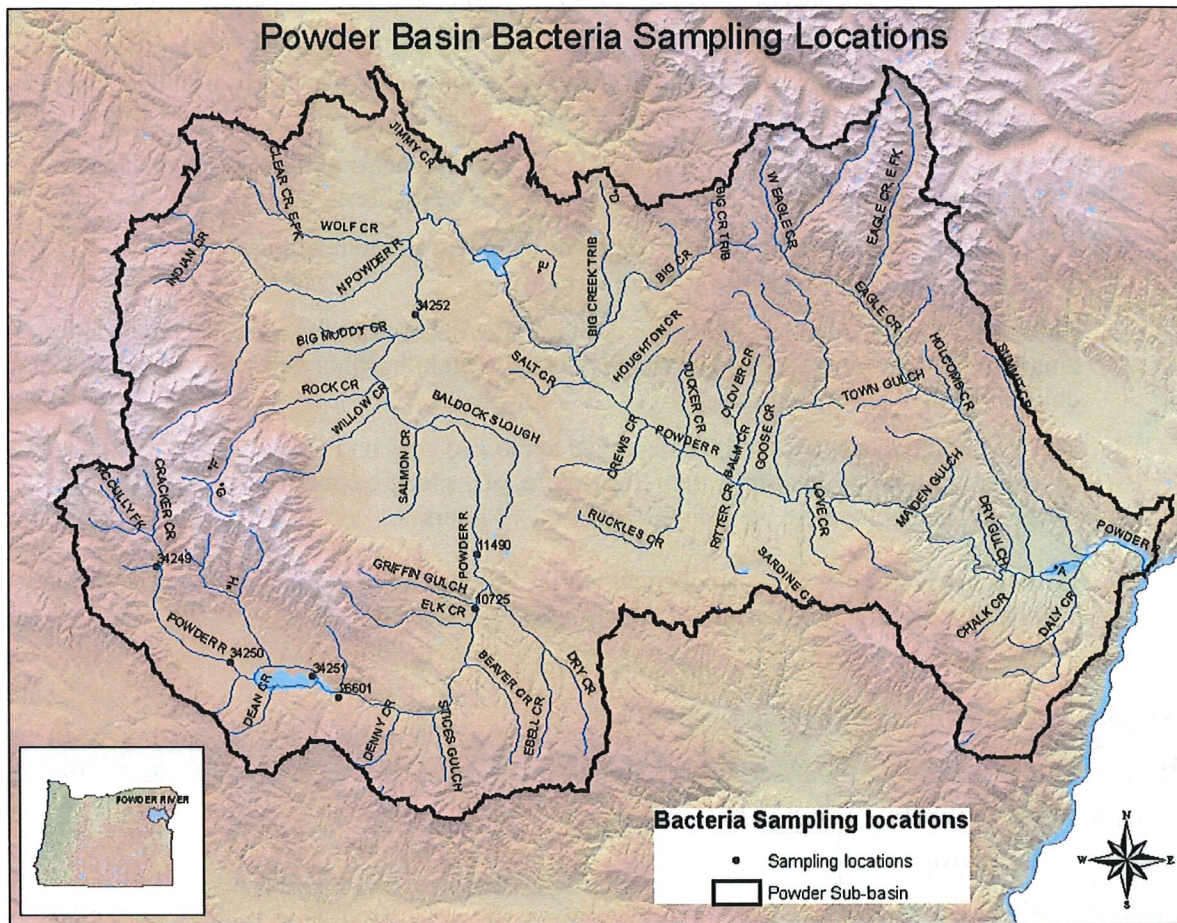 Powder Basin Bacteria Sampling Locations
JIMMY CR
CLEAR CR, E FK
WOLF CR
INDIAN CR
N POWDER R
34252
BIG MUDDY CR
ROCK CR
WILLOW CR
BALDOCK SLOUGH
SALMON CR
SALT CR
BIG CREEK TRIB
BIG CR
BIG CR TRIB
W EAGLE CR
EAGLE CR, E FK
EAGLE CR
HOUGHTON CR
TUCKER CR
CLOVER CR
BALM CR
GOOSE CR
RITTER CR
TOWN GULCH
HOLCOMB CR
SUMMIT CR
CREWS CR
POWDER R
RUCKLES CR
LOVE CR
SARDINE CR
MAIDEN GULCH
DRY GULCH
CHALK CR
DALY CR
POWDER
*A
*F
*G
H*
MCCULLY FK
CRACKER CR
34249
POWDER R
34250
34251
26601
DEAN CR
DENNY CR
STICES GULCH
BEAVER CR
EBELL CR
DRY CR
GRIFFIN GULCH
ELK CR
POWDER R
11490
10725
POWDER RIVER
Bacteria Sampling locations
Sampling locations
Powder Sub-basin
N
W
E
S